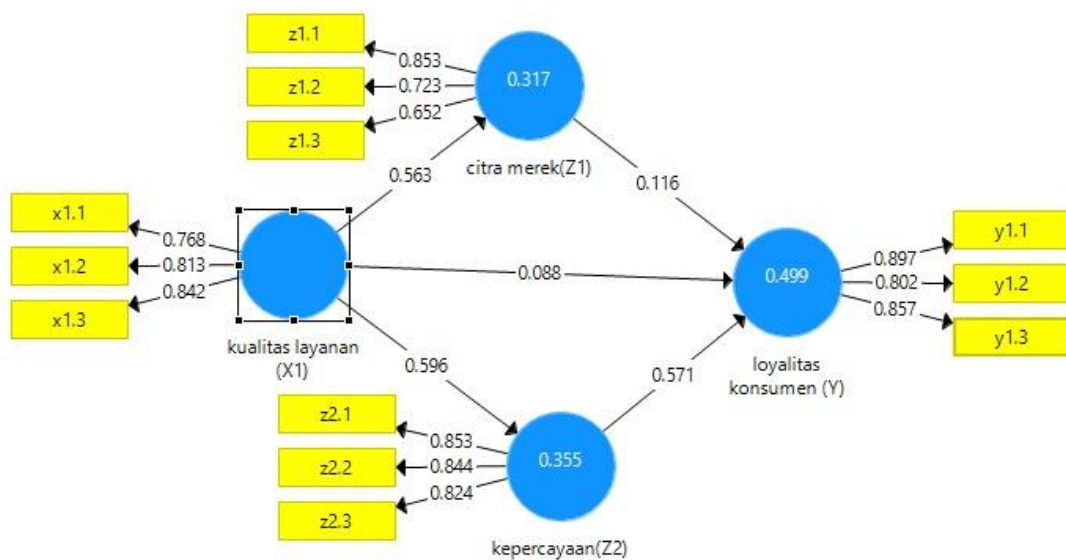 z1.1
z1.2
z1.3
0.853
0.723
0.652
0.317
citra merek(Z1)
0.563
0.116
x1.1
x1.2
x1.3
0.768
0.813
0.842
kualitas layanan
(X1)
0.088
0.499
loyalitas
konsumen (Y)
0.897
0.802
0.857
y1.1
y1.2
y1.3
0.596
0.571
z2.1
z2.2
z2.3
0.853
0.844
0.824
0.355
kepercayaan(Z2)